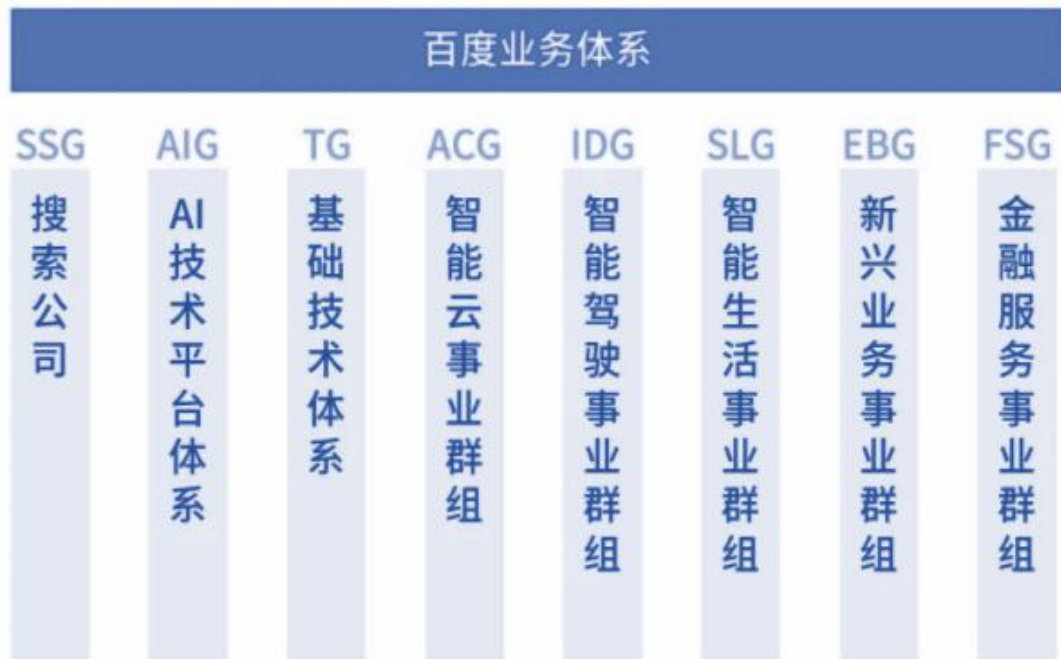 百度业务体系
SSG AIG TG ACG IDG SLG EBG FSG
搜索公司
AI技术平台体系
基础技术体系
智能云事业群组
智能驾驶事业群组
智能生活事业群组
新兴业务事业群组
金融服务事业群组